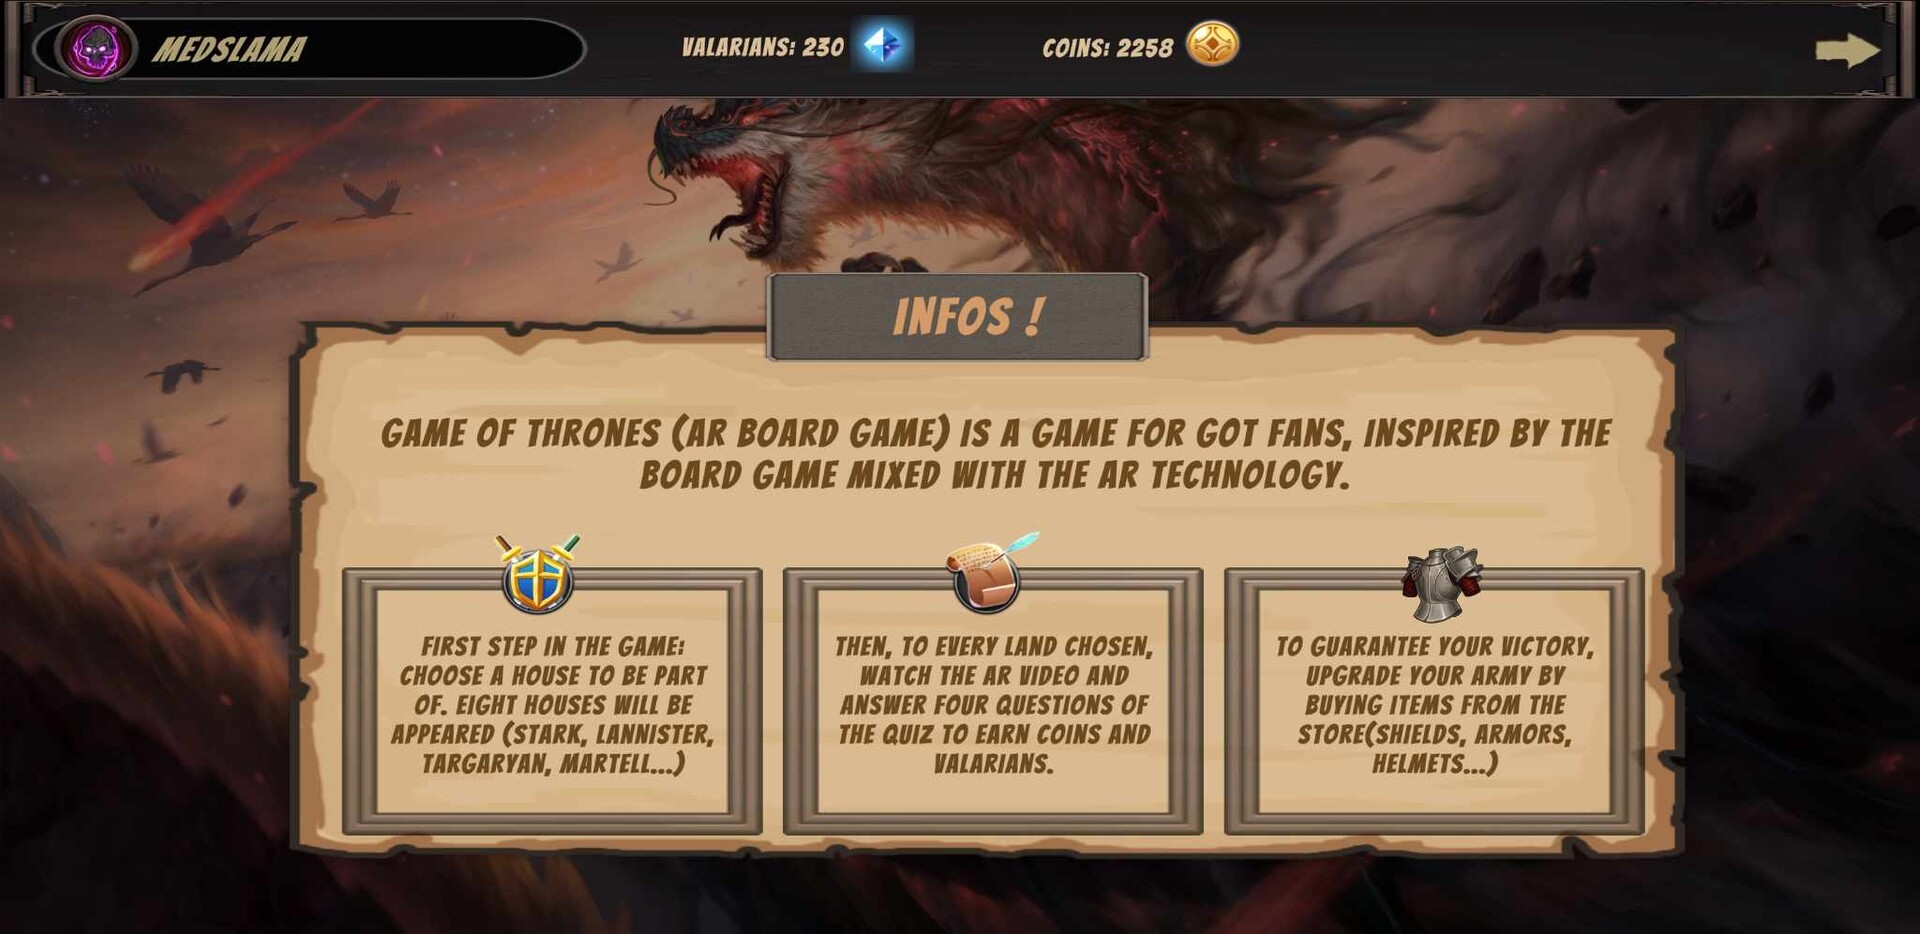 MEDSLAMA
VALARIANS: 230
COINS: 2258
INFOS !
GAME OF THRONES (AR BOARD GAME) IS A GAME FOR GOT FANS, INSPIRED BY THE
BOARD GAME MIXED WITH THE AR TECHNOLOGY.
FIRST STEP IN THE GAME:
CHOOSE A HOUSE TO BE PART
OF. EIGHT HOUSES WILL BE
APPEARED (STARK, LANNISTER,
TARGARYAN, MARTELL...)
THEN, TO EVERY LAND CHOSEN,
WATCH THE AR VIDEO AND
ANSWER FOUR QUESTIONS OF
THE QUIZ TO EARN COINS AND
VALARIANS.
TO GUARANTEE YOUR VICTORY,
UPGRADE YOUR ARMY BY
BUYING ITEMS FROM THE
STORE(SHIELDS, ARMORS,
HELMETS...)